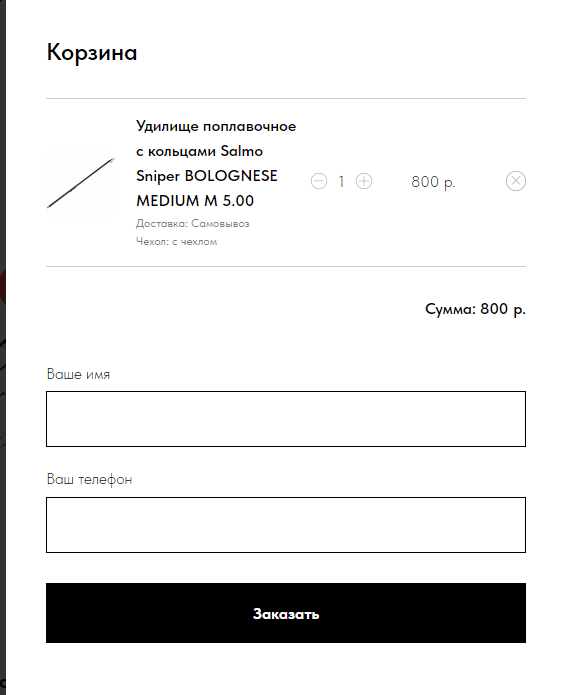 Корзина
Удилище поплавочное
с кольцами Salmo
Sniper BOLOGNESE
MEDIUM M 5.00
Доставка: Самовывоз
Чехол: с чехлом
1
800 р.
Сумма: 800 р.
Ваше имя
Ваш телефон
Заказать